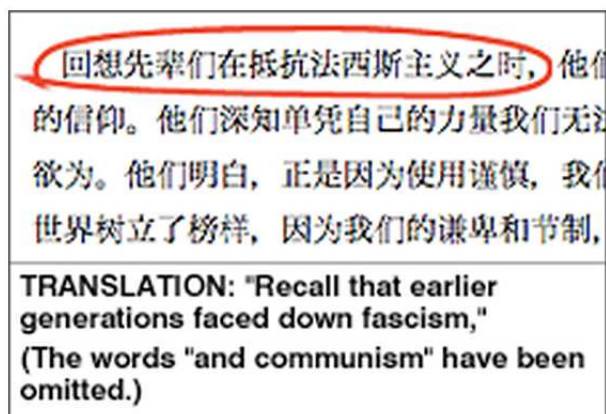 回想先辈们在抵抗法西斯主义之时，他们
的信仰。他们深知单凭自己的力量我们无法
欲为。他们明白，正是因为使用谨慎，我们
世界树立了榜样，因为我们的谦卑和节制，
TRANSLATION: "Recall that earlier
generations faced down fascism,"
(The words "and communism" have been
omitted.)